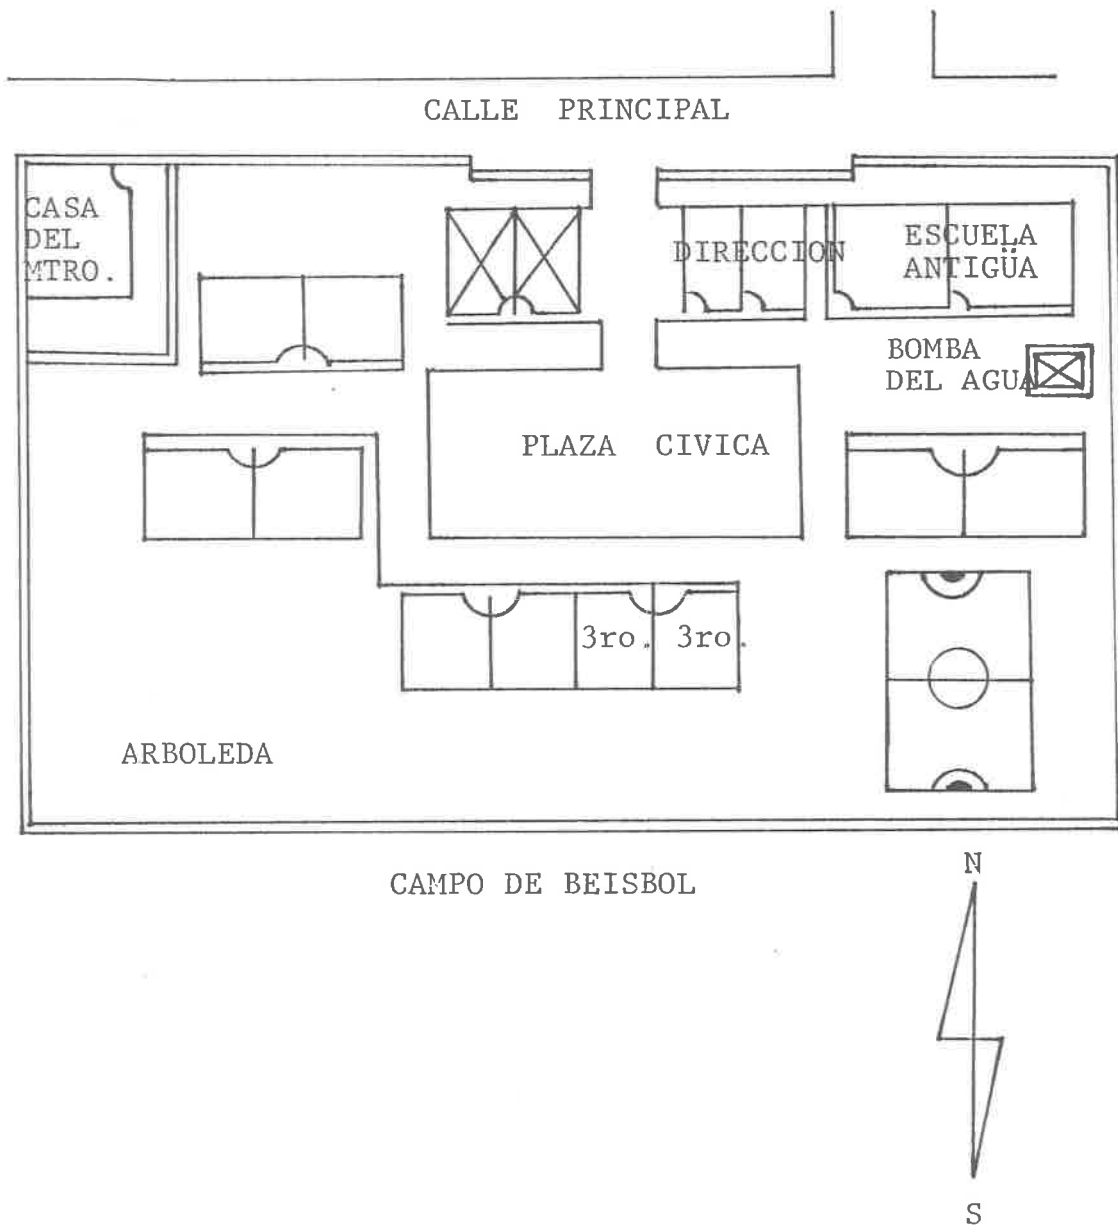 CALLE PRINCIPAL
CASA
DEL
MTRO.
DIRECCION
ESCUELA
ANTIGÜA
BOMBA
DEL AGUA
PLAZA CIVICA
3ro. 3ro.
ARBOLEDA
CAMPO DE BEISBOL
N
S